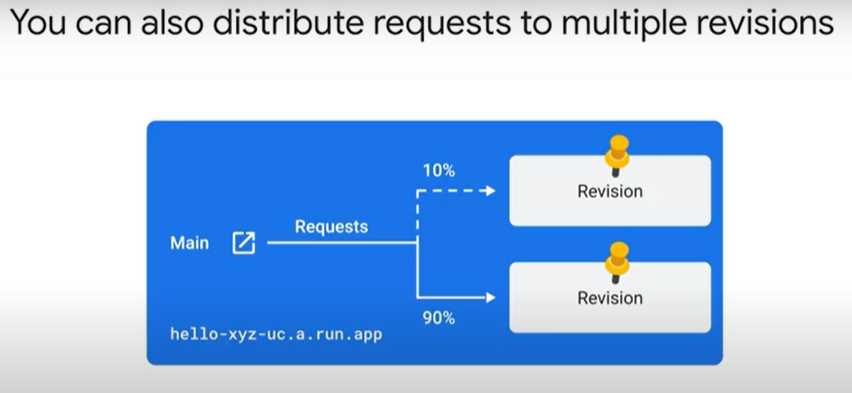 You can also distribute requests to multiple revisions
10%
Revision
Requests
Main
Revision
90%
hello-xyz-uc.a.run.app